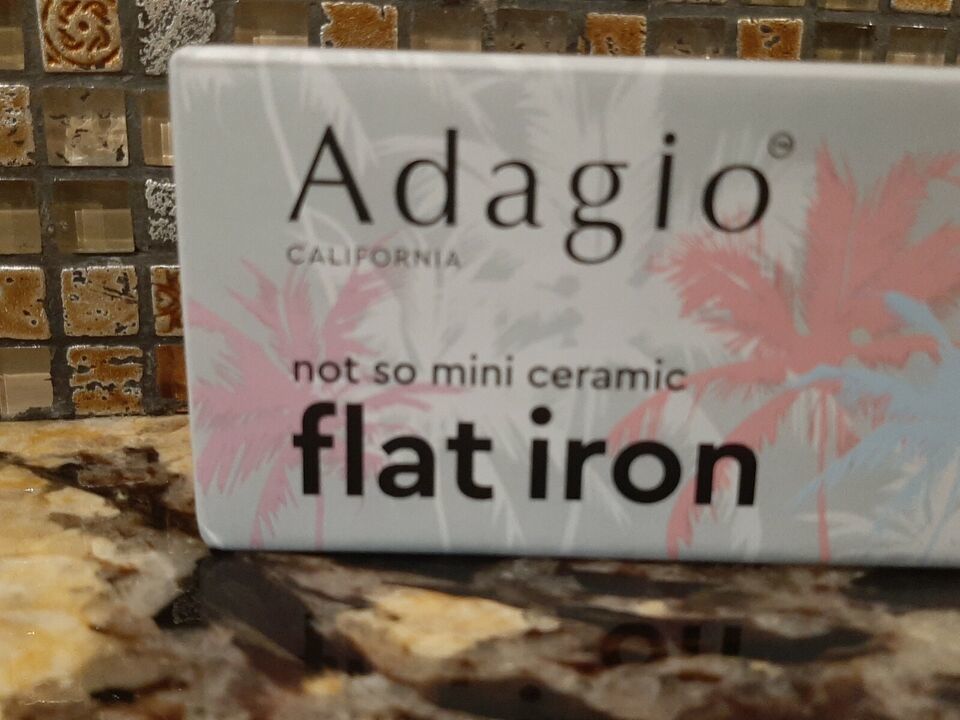 Adagio
CALIFORNIA
not so mini ceramic
flat iron